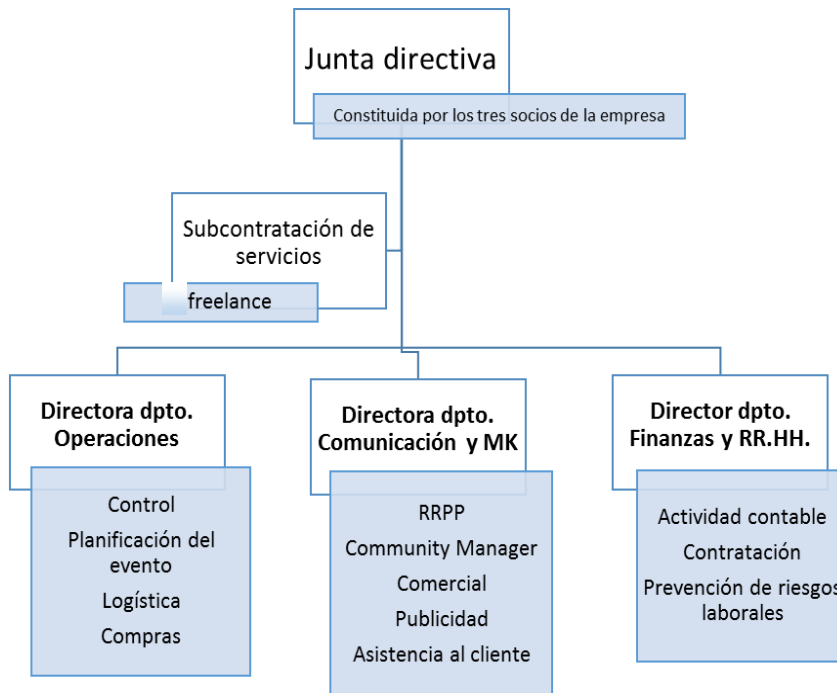 Junta directiva
Constituida por los tres socios de la empresa
Subcontratación de
servicios
freelance
Directora dpto.
Operaciones
Control
Planificación del
evento
Logística
Compras
Directora dpto.
Comunicación y MK
RRPP
Community Manager
Comercial
Publicidad
Asistencia al cliente
Director dpto.
Finanzas y RR.HH.
Actividad contable
Contratación
Prevención de riesgos
laborales